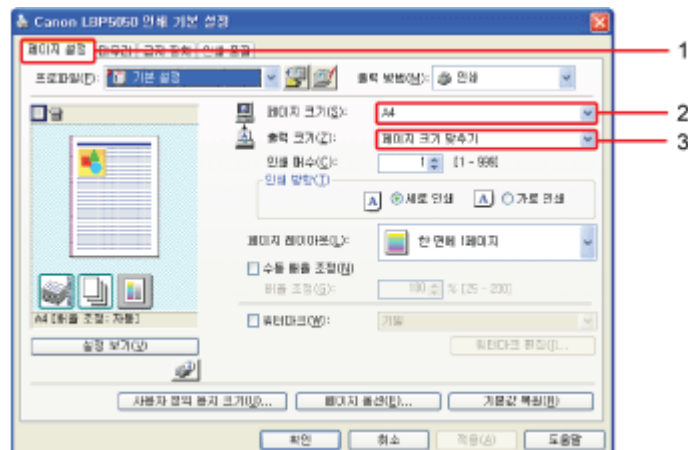 Canon LBP5050 인쇄 기본 설정
페이지 설정 마무리 급지 장치 인쇄 품질
1
프로파일(F): 기본 설정 출력 방법(M): 인쇄
페이지 크기(S): A4
2
출력 크기(Z): 페이지 크기 맞추기
3
인쇄 매수(C): 1 [1 - 999]
인쇄 방향(T)
A 세로 인쇄 A 가로 인쇄
페이지 레이아웃(L): 한 면에 1페이지
수동 배율 조정(N)
배율 조정(G): 100 % [25 - 200]
A4 [배율 조정: 자동]
워터마크(W): 기밀
설정 보기(V) 워터마크 편집(J)...
사용자 정의 용지 크기(U)... 페이지 옵션(E)... 기본값 복원(R)
확인 취소 적용(A) 도움말